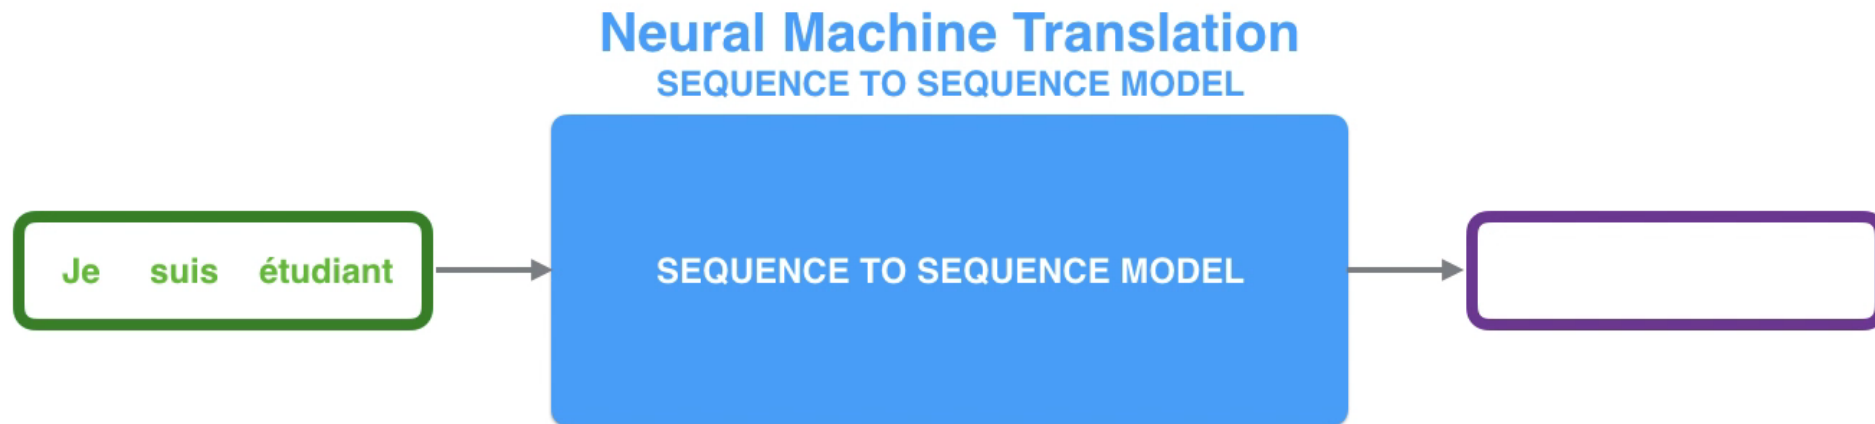 Neural Machine Translation
SEQUENCE TO SEQUENCE MODEL
Je suis étudiant
SEQUENCE TO SEQUENCE MODEL